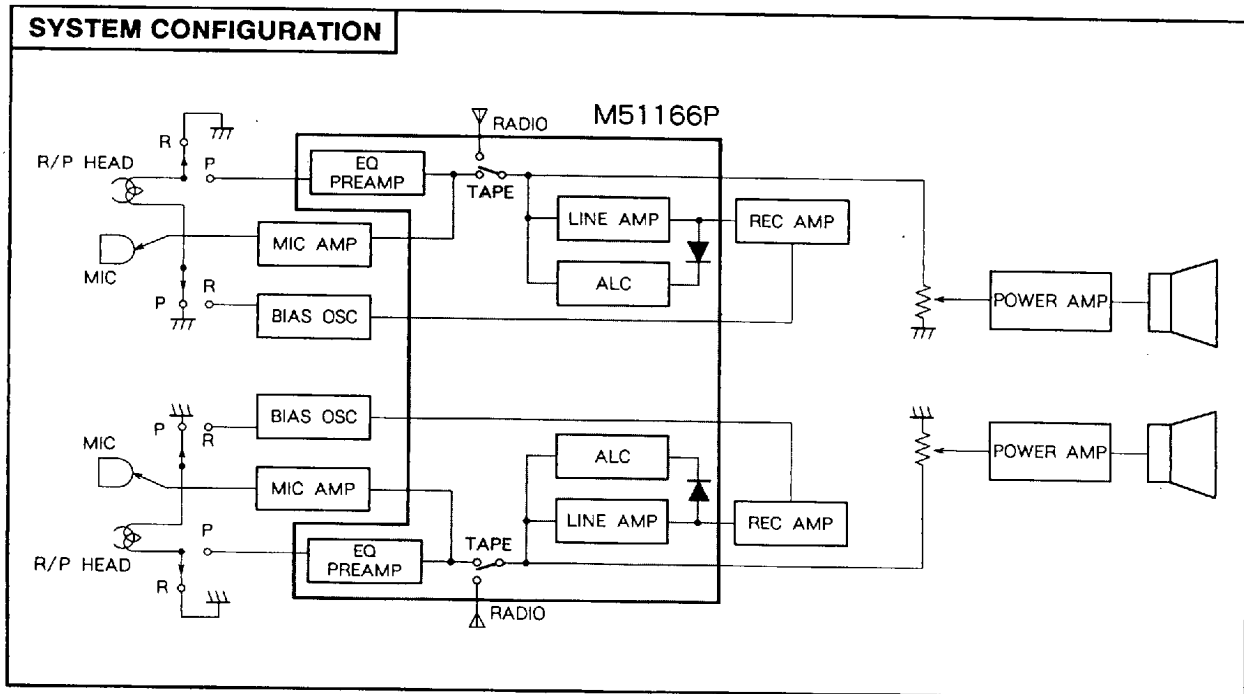 SYSTEM CONFIGURATION
M51166P
RADIO
R
R/P HEAD
P
EQ
PREAMP
TAPE
LINE AMP
REC AMP
MIC AMP
MIC
ALC
P
R
BIAS OSC
POWER AMP
BIAS OSC
P
R
MIC
ALC
POWER AMP
MIC AMP
LINE AMP
REC AMP
P
TAPE
R/P HEAD
EQ
PREAMP
R
RADIO